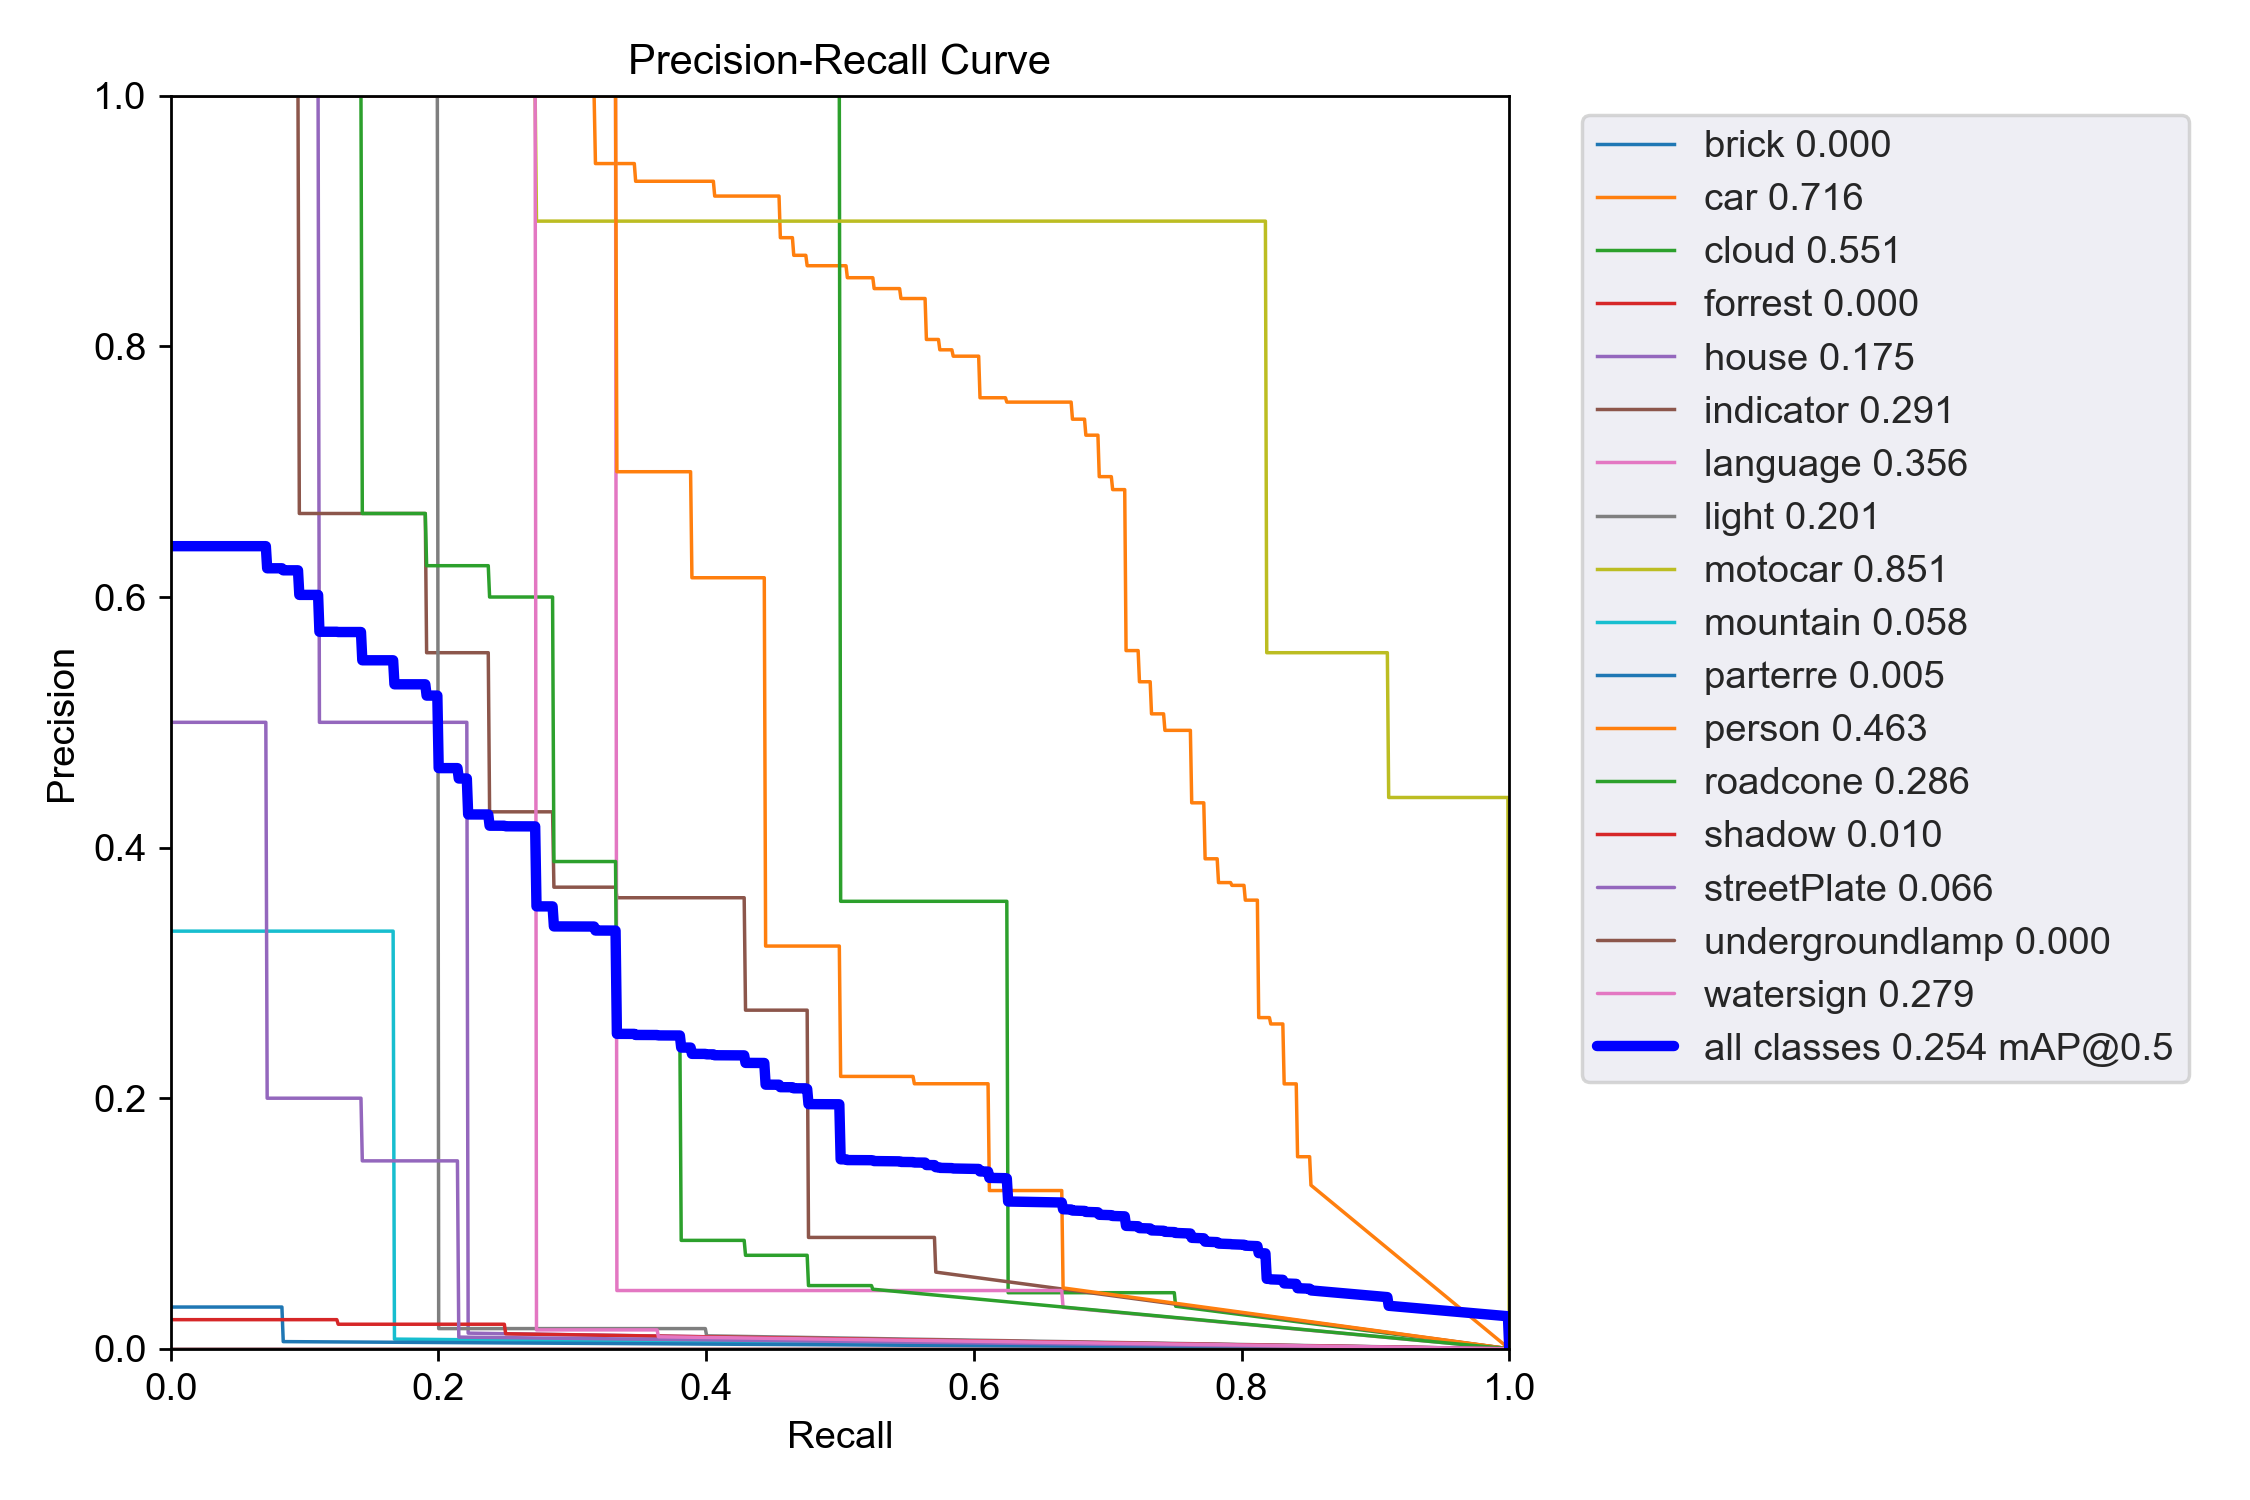 Precision-Recall Curve
1.0
0.8
0.6
0.4
0.2
0.0
Precision
0.0 0.2 0.4 0.6 0.8 1.0
Recall
brick 0.000
car 0.716
cloud 0.551
forrest 0.000
house 0.175
indicator 0.291
language 0.356
light 0.201
motocar 0.851
mountain 0.058
parterre 0.005
person 0.463
roadcone 0.286
shadow 0.010
streetPlate 0.066
undergroundlamp 0.000
watersign 0.279
all classes 0.254 mAP@0.5